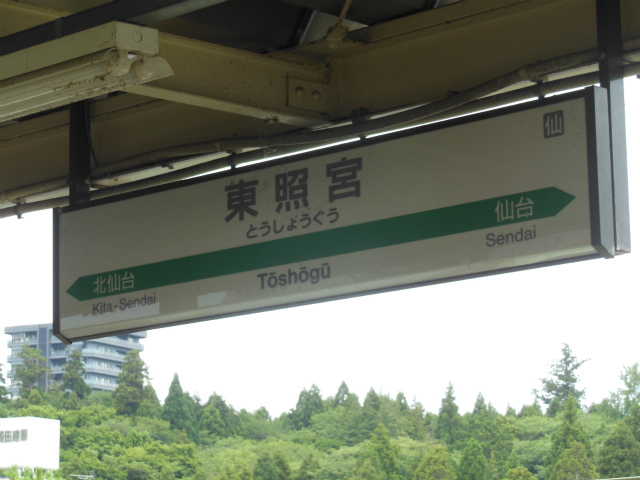 仙
東照宮
とうしょうぐう
北仙台
仙台
Kita-Sendai
Tōshōgū
Sendai